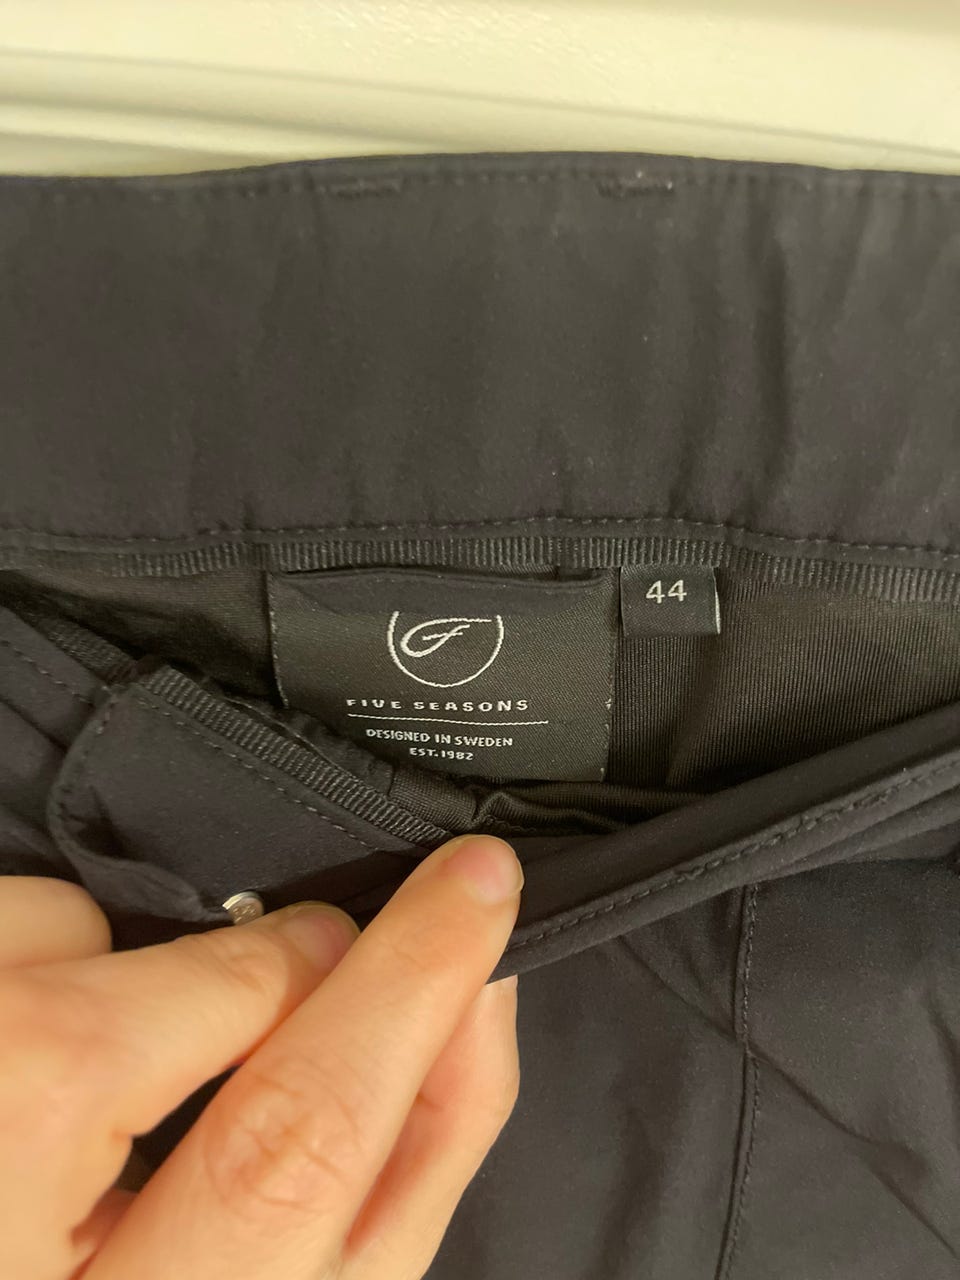 44
FIVE SEASONS
DESIGNED IN SWEDEN
EST. 1982